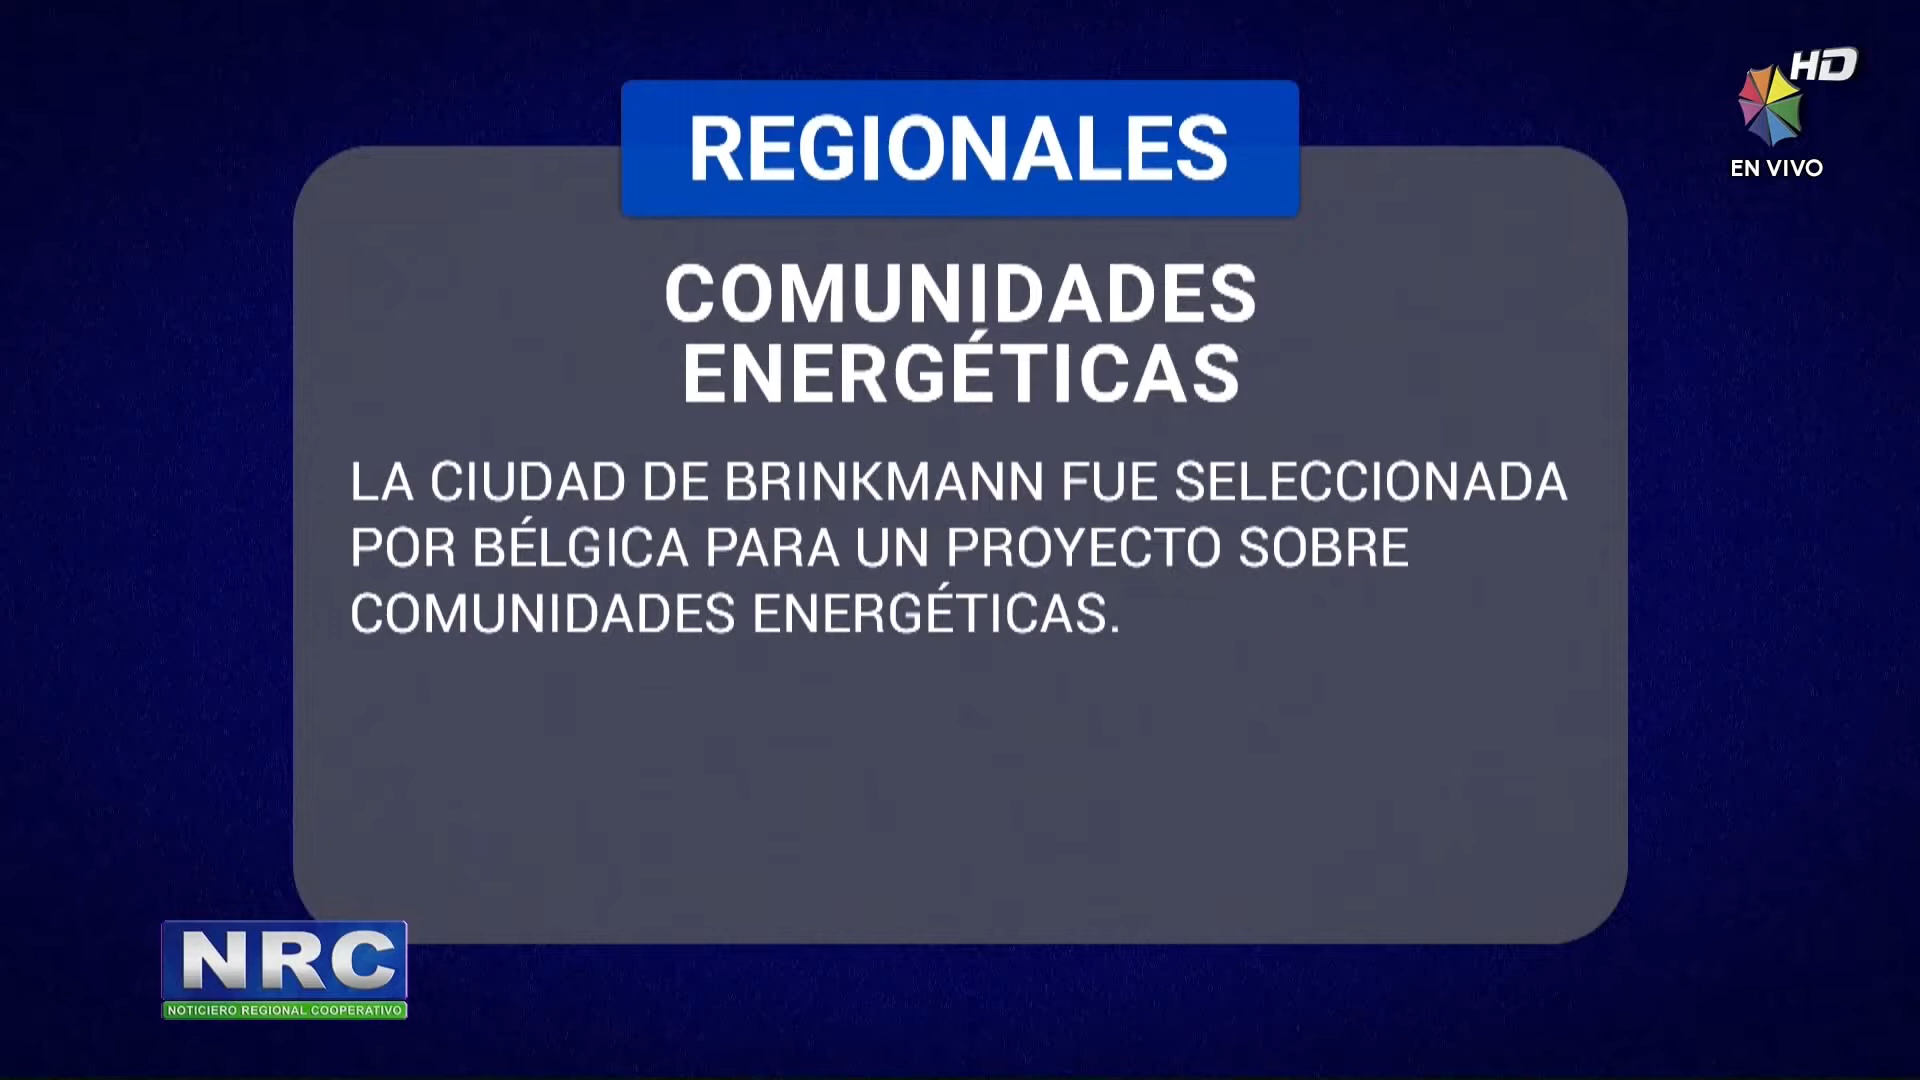 HD
EN VIVO
REGIONALES
COMUNIDADES
ENERGÉTICAS
LA CIUDAD DE BRINKMANN FUE SELECCIONADA
POR BÉLGICA PARA UN PROYECTO SOBRE
COMUNIDADES ENERGÉTICAS.
NRC
NOTICIERO REGIONAL COOPERATIVO